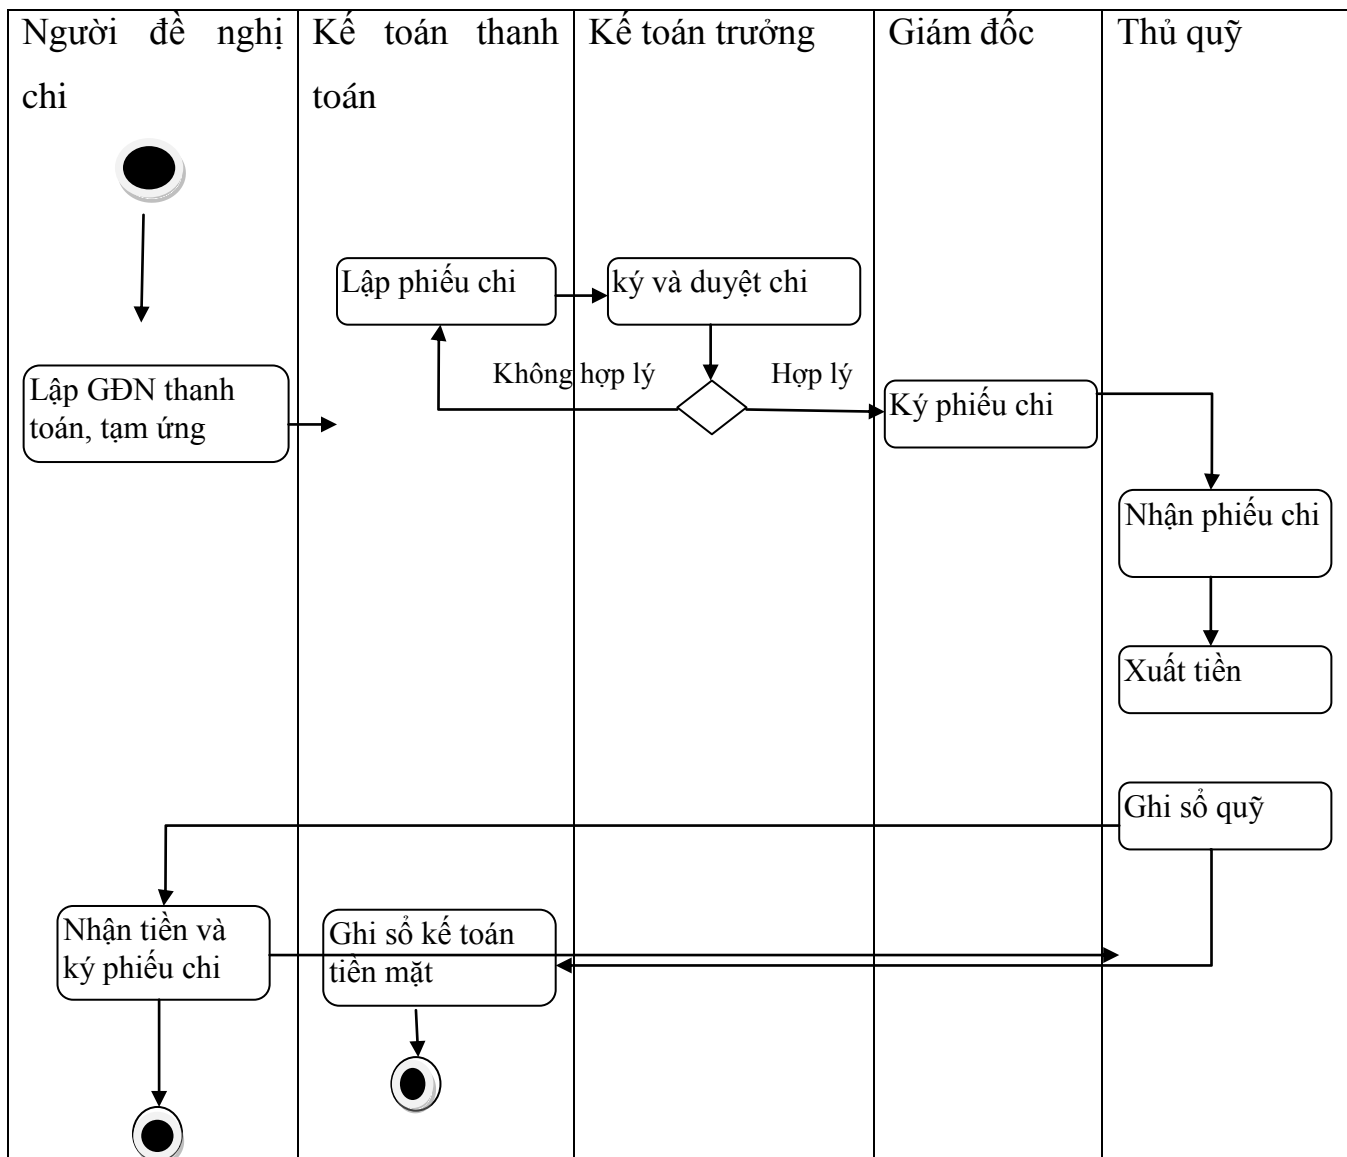 Người đề nghị
chi
Kế toán thanh
toán
Kế toán trưởng
Giám đốc
Thủ quỹ
Lập phiếu chi
ký và duyệt chi
Không hợp lý
Hợp lý
Lập GĐN thanh
toán, tạm ứng
Ký phiếu chi
Nhận phiếu chi
Xuất tiền
Ghi sổ quỹ
Nhận tiền và
ký phiếu chi
Ghi sổ kế toán
tiền mặt